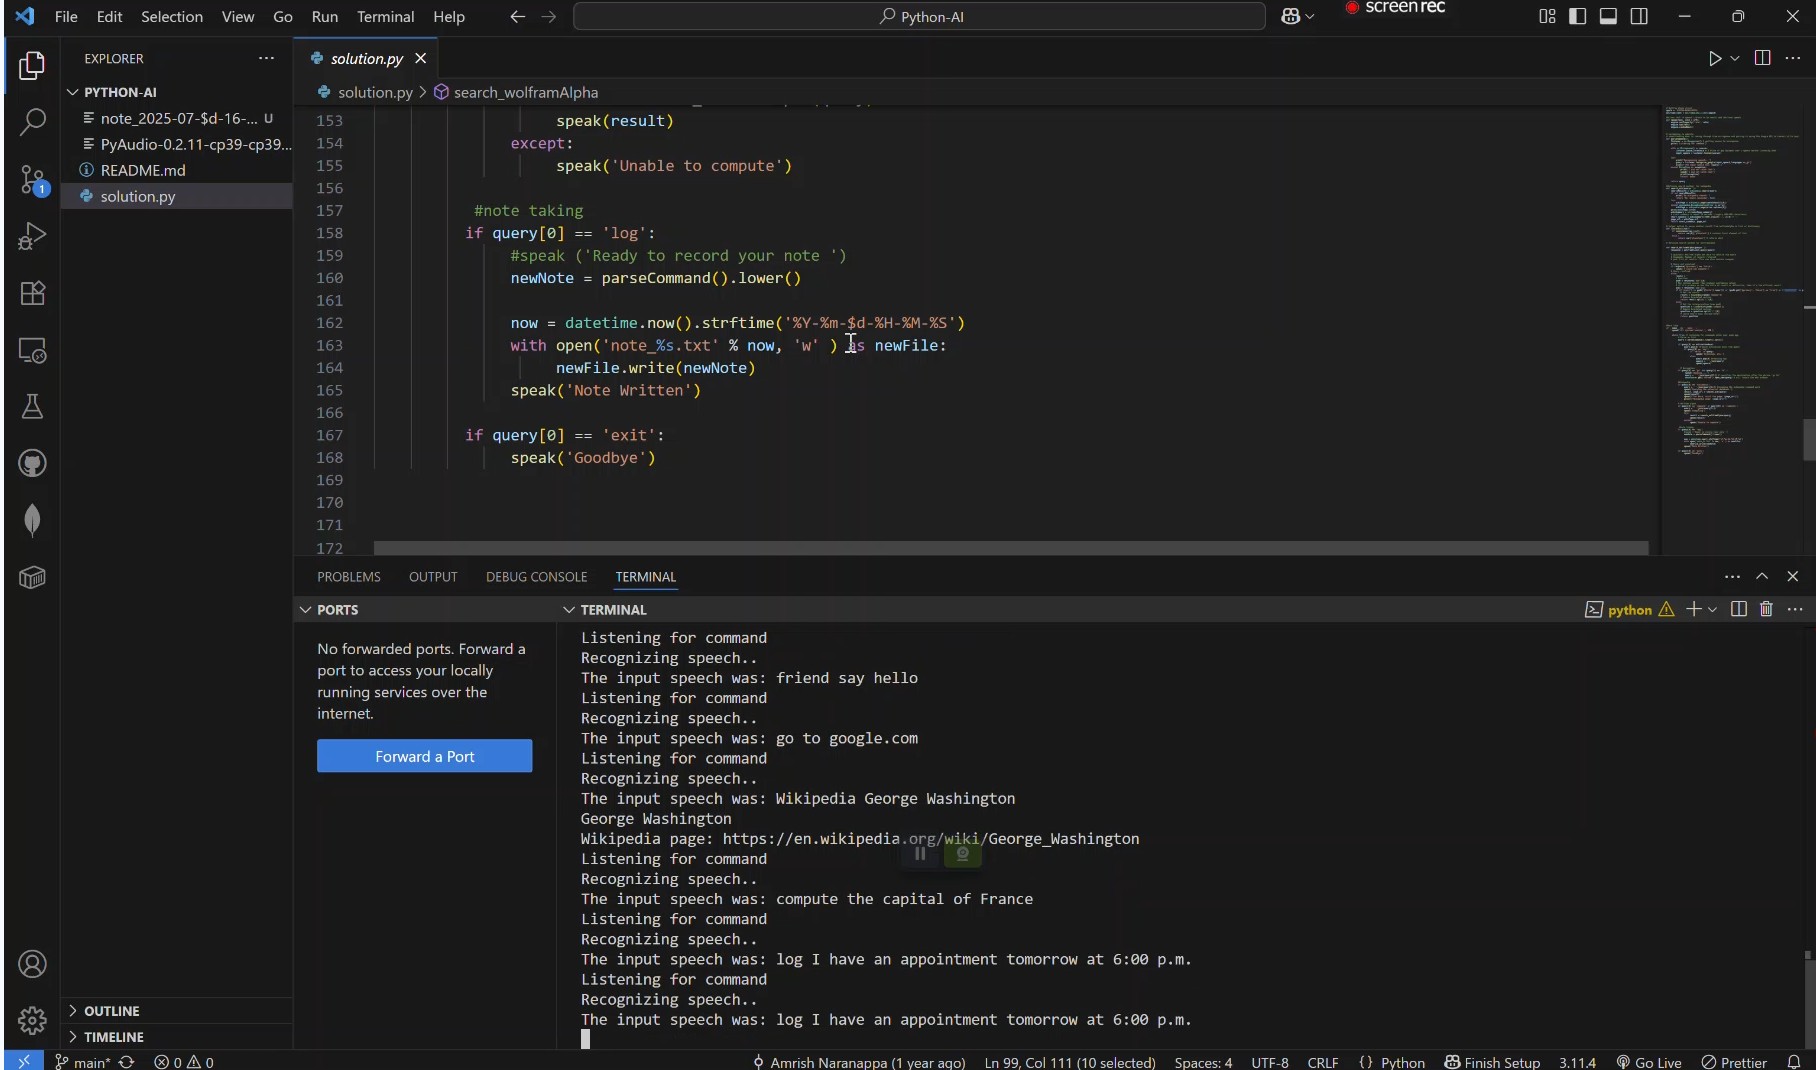 File Edit Selection View Go Run Terminal Help
Python-AI
screenrec
EXPLORER
PYTHON-AI
note_2025-07-$d-16-... U
PyAudio-0.2.11-cp39-cp39...
README.md
solution.py
OUTLINE
TIMELINE
solution.py
solution.py > search_wolframAlpha
153 speak(result)
154 except:
155 speak('Unable to compute')
156
157 #note taking
158 if query[0] == 'log':
159 #speak ('Ready to record your note ')
160 newNote = parseCommand().lower()
161
162 now = datetime.now().strftime('%Y-%m-$d-%H-%M-%S')
163 with open('note_%s.txt' % now, 'w' ) as newFile:
164 newFile.write(newNote)
165 speak('Note Written')
166
167 if query[0] == 'exit':
168 speak('Goodbye')
169
170
171
172
PROBLEMS OUTPUT DEBUG CONSOLE TERMINAL
PORTS
No forwarded ports. Forward a
port to access your locally
running services over the
internet.
Forward a Port
TERMINAL
python
Listening for command
Recognizing speech..
The input speech was: friend say hello
Listening for command
Recognizing speech..
The input speech was: go to google.com
Listening for command
Recognizing speech..
The input speech was: Wikipedia George Washington
George Washington
Wikipedia page: https://en.wikipedia.org/wiki/George_Washington
Listening for command
Recognizing speech..
The input speech was: compute the capital of France
Listening for command
Recognizing speech..
The input speech was: log I have an appointment tomorrow at 6:00 p.m.
Listening for command
Recognizing speech..
The input speech was: log I have an appointment tomorrow at 6:00 p.m.
main* 0 0 Amrish Naranappa (1 year ago) Ln 99, Col 111 (10 selected) Spaces: 4 UTF-8 CRLF {} Python Finish Setup 3.11.4 Go Live Prettier